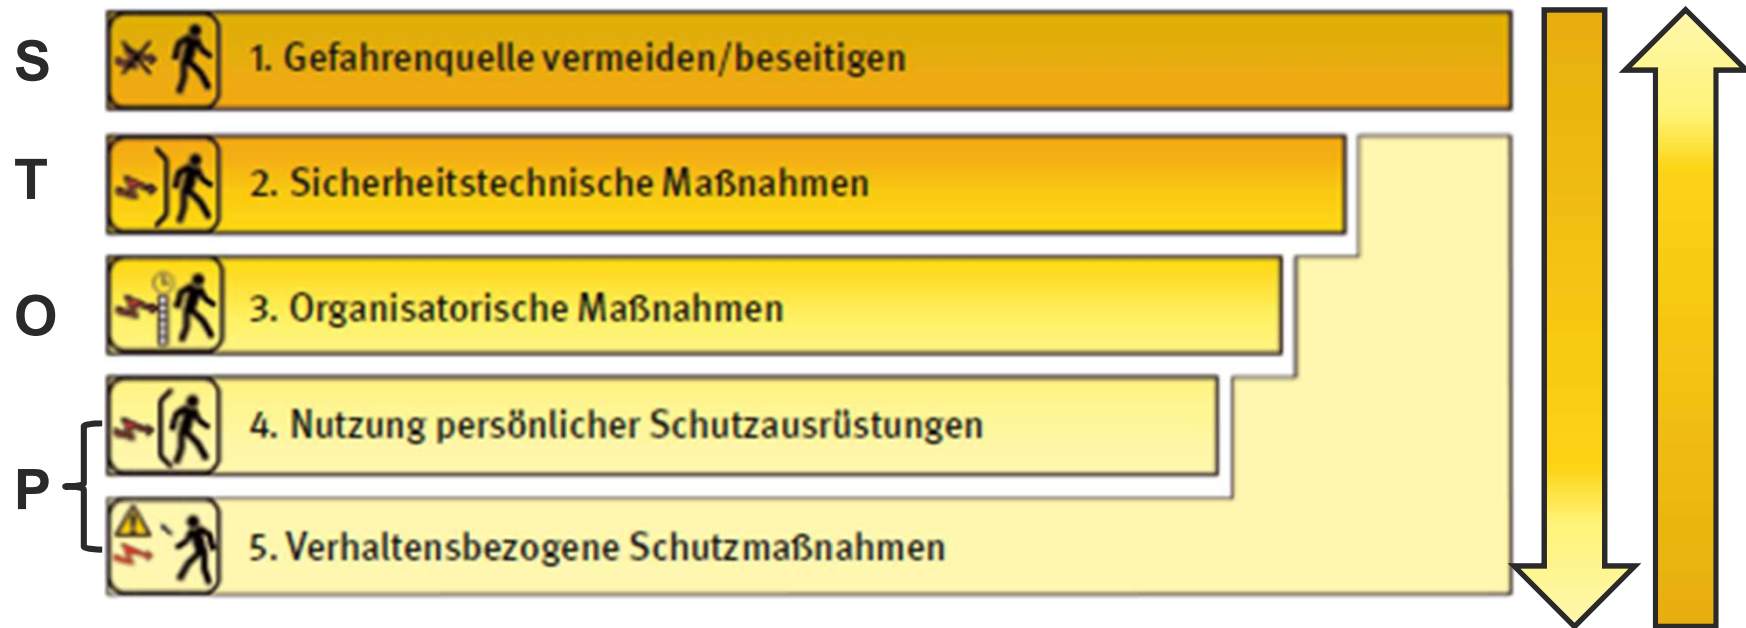 S
1. Gefahrenquelle vermeiden/beseitigen
T
2. Sicherheitstechnische Maßnahmen
O
3. Organisatorische Maßnahmen
4. Nutzung persönlicher Schutzausrüstungen
P
5. Verhaltensbezogene Schutzmaßnahmen